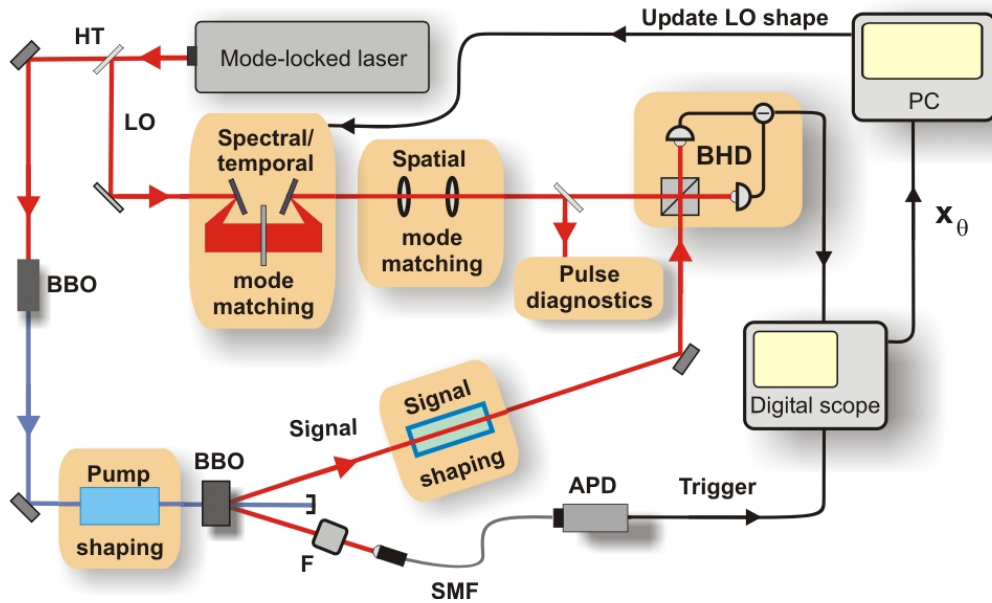 Update LO shape
HT
Mode-locked laser
PC
LO
Spectral/
temporal
mode
matching
Spatial
mode
matching
BHD
x θ
Pulse
diagnostics
BBO
Digital scope
Signal
Signal
shaping
Pump
shaping
BBO
APD
Trigger
F
SMF